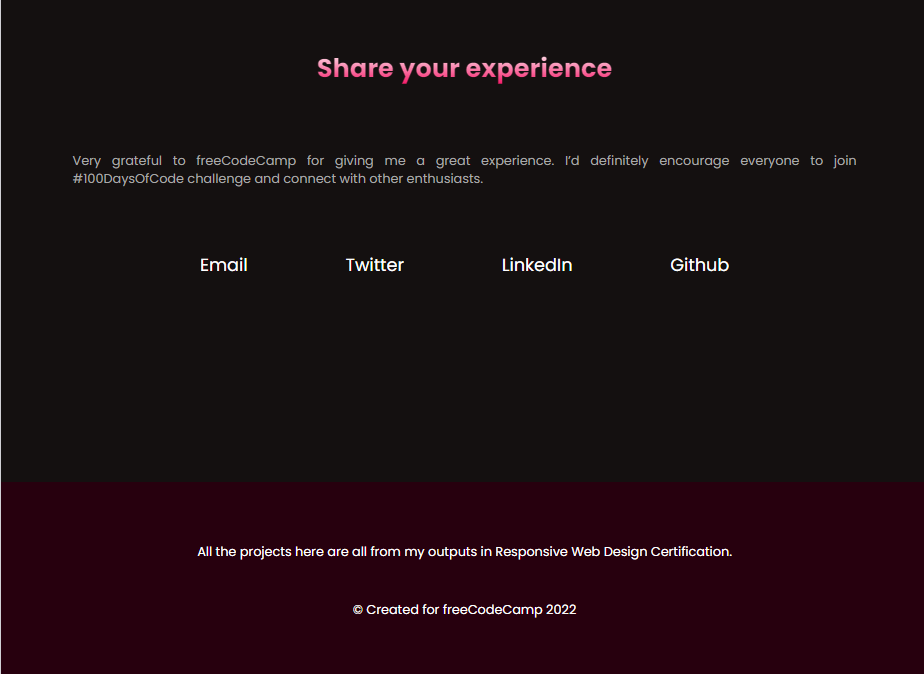 Share your experience
Very grateful to freeCodeCamp for giving me a great experience. I’d definitely encourage everyone to join
#100DaysOfCode challenge and connect with other enthusiasts.
Email Twitter LinkedIn Github
All the projects here are all from my outputs in Responsive Web Design Certification.
© Created for freeCodeCamp 2022